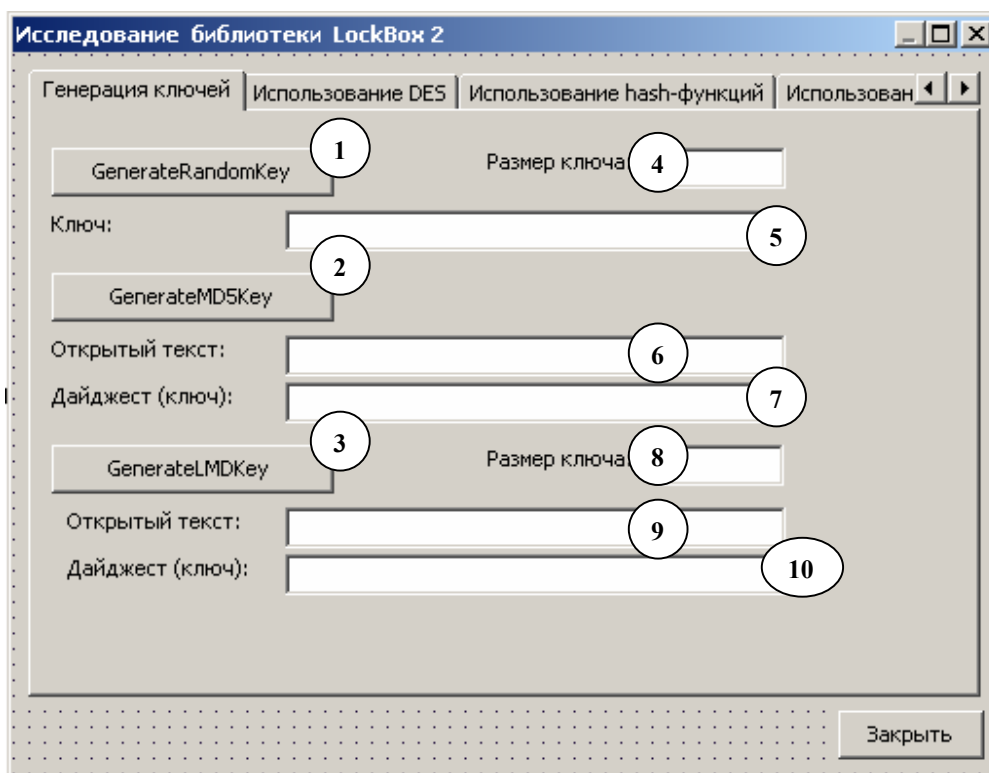 Исследование библиотеки LockBox 2
Генерация ключей Использование DES Использование hash-функций Использован
1
GenerateRandomKey
Размер ключа
4
Ключ:
5
2
GenerateMD5Key
Открытый текст:
6
Дайджест (ключ):
7
3
GenerateLMDKey
Размер ключа:
8
Открытый текст:
9
Дайджест (ключ):
10
Закрыть